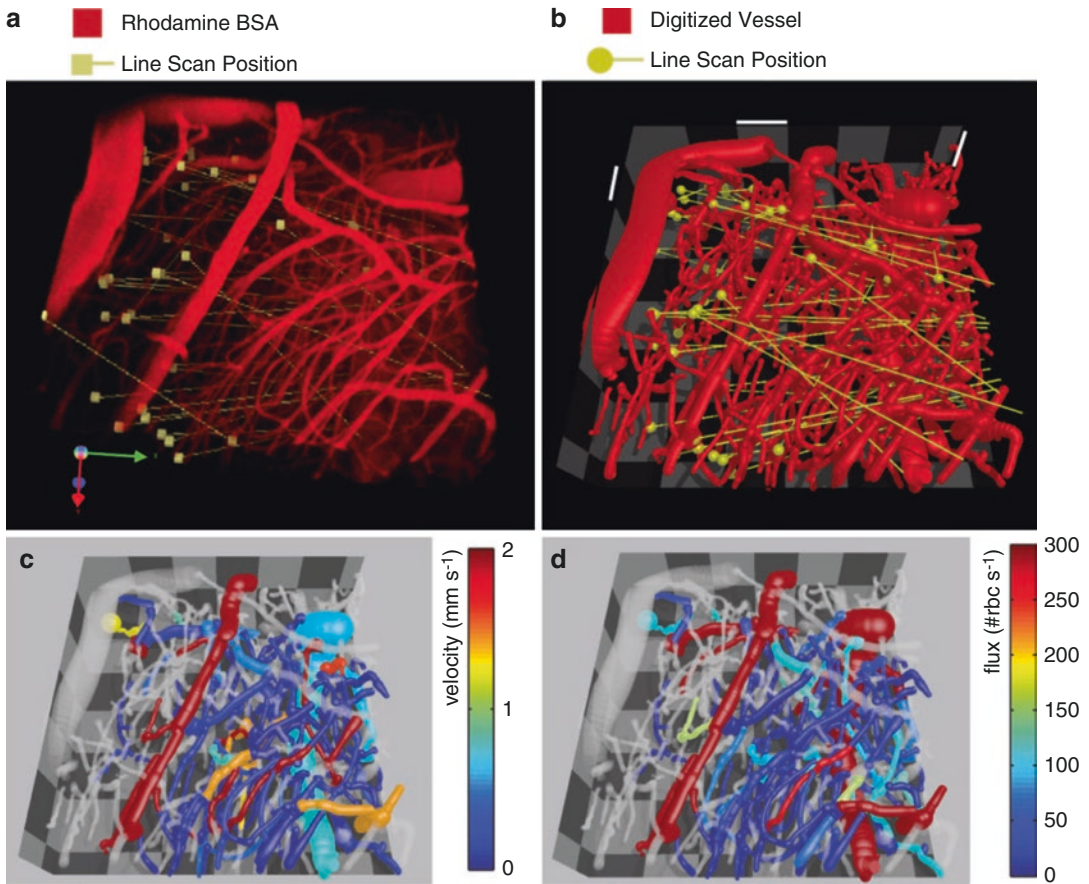 a
Rhodamine BSA
Line Scan Position
b
Digitized Vessel
Line Scan Position
c
velocity (mm s-1)
2
1
0
d
flux (#rbc s-1)
300
250
200
150
100
50
0